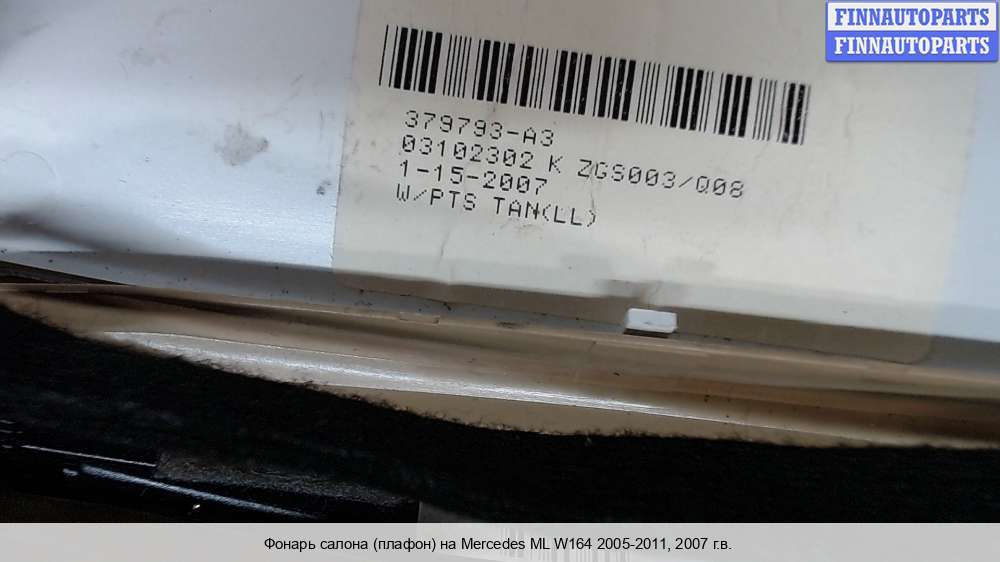 FINNAUTOPARTS
FINNAUTOPARTS
379793-A3
03102302 K ZGS003/Q08
1-15-2007
W/PTS TAN(LL)
Фонарь салона (плафон) на Mercedes ML W164 2005-2011, 2007 г.в.